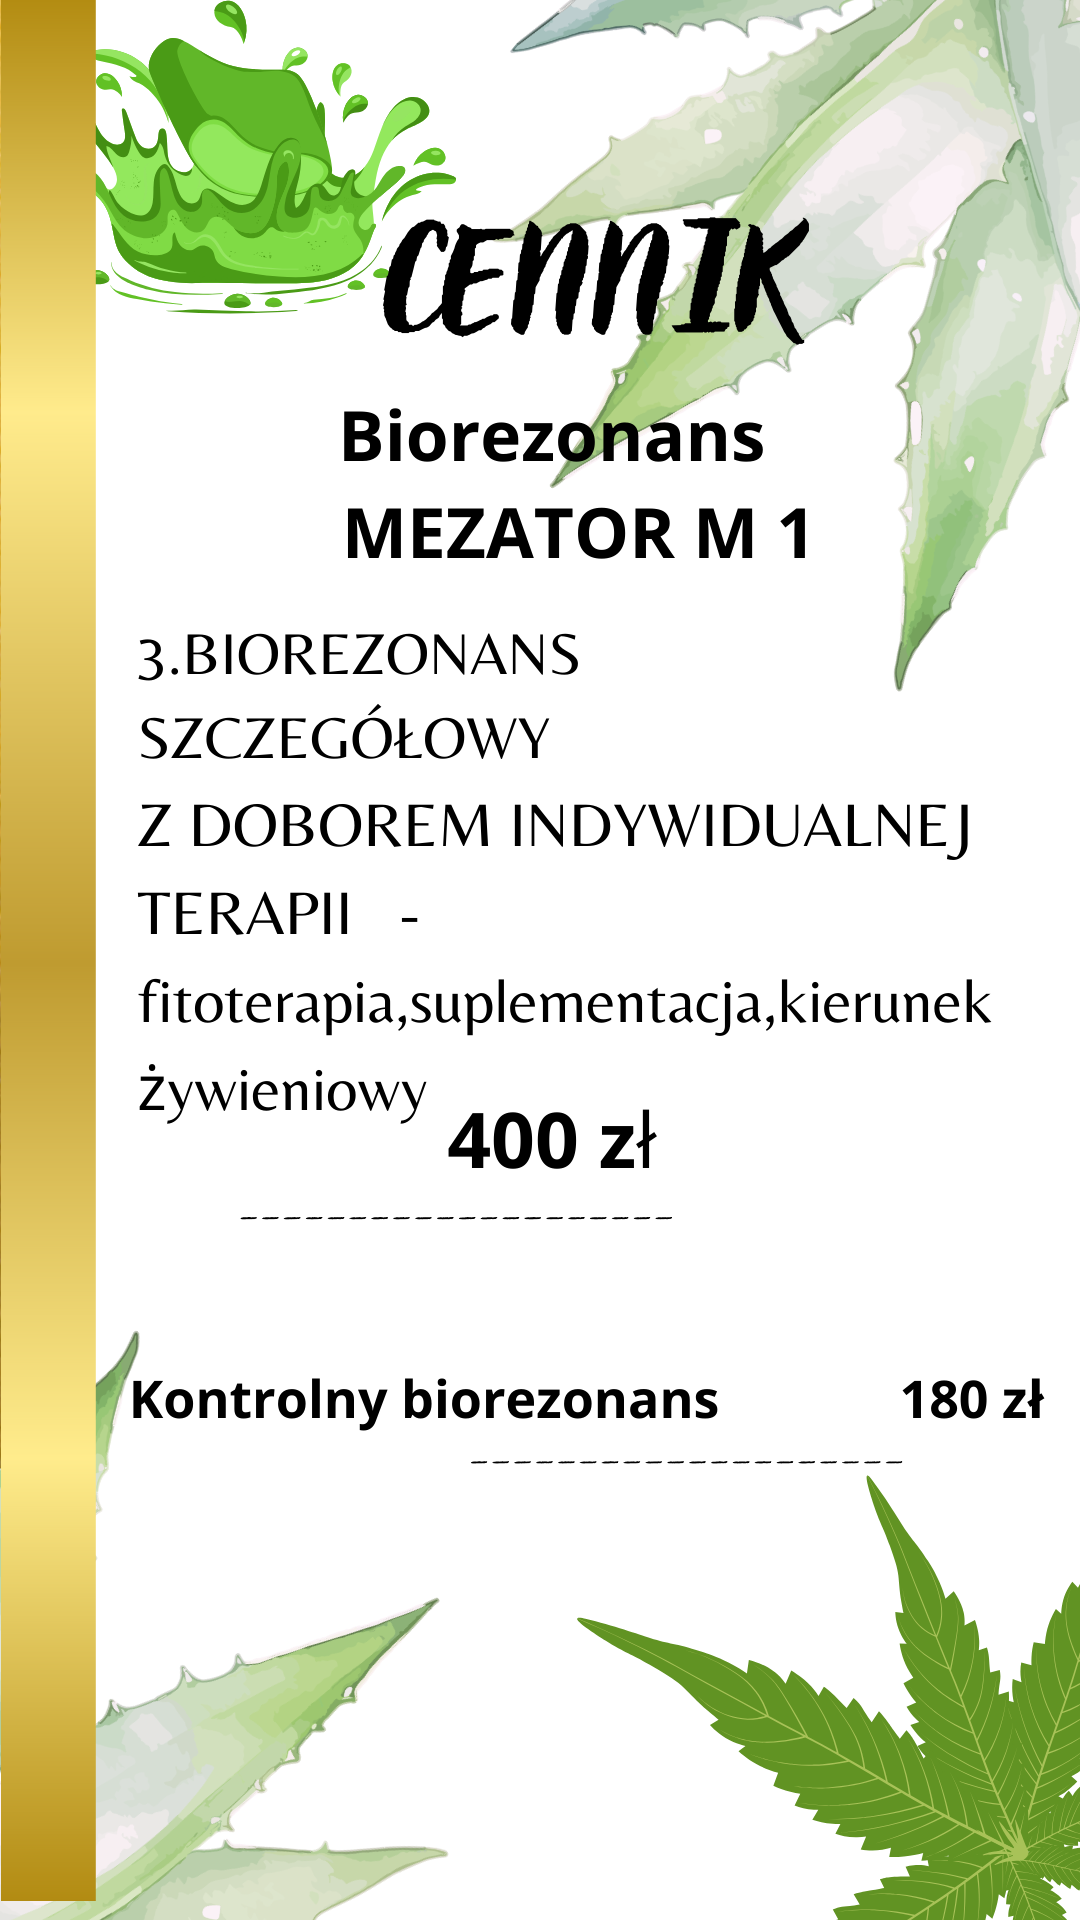 CENNIK
Biorezonans
MEZATOR M 1
3.BIOREZONANS
SZCZEGÓŁOWY
Z DOBOREM INDYWIDUALNEJ
TERAPII -
fitoterapia,suplementacja,kierunek
żywieniowy
400 zł
--------------------
Kontrolny biorezonans 180 zł
--------------------